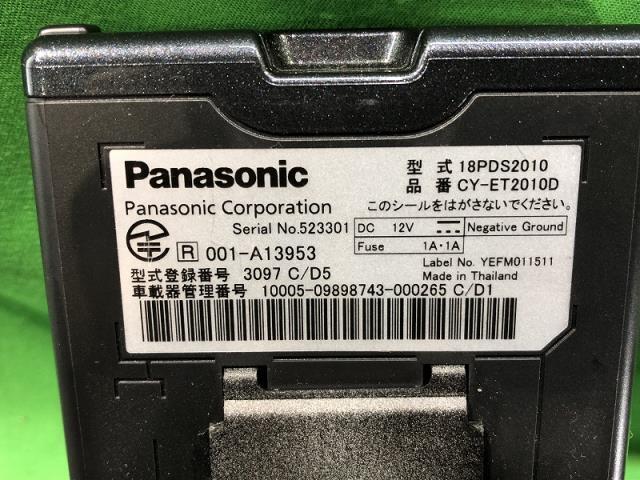 Panasonic
型 式 18PDS2010
品 番 CY-ET2010D
Panasonic Corporation
このシールをはがさないでください。
Serial No.523301
DC 12V Negative Ground
Fuse 1A・1A
R 001-A13953
Label No. YEFM011511
型式登録番号 3097 C/D5
Made in Thailand
車載器管理番号 10005-09898743-000265 C/D1